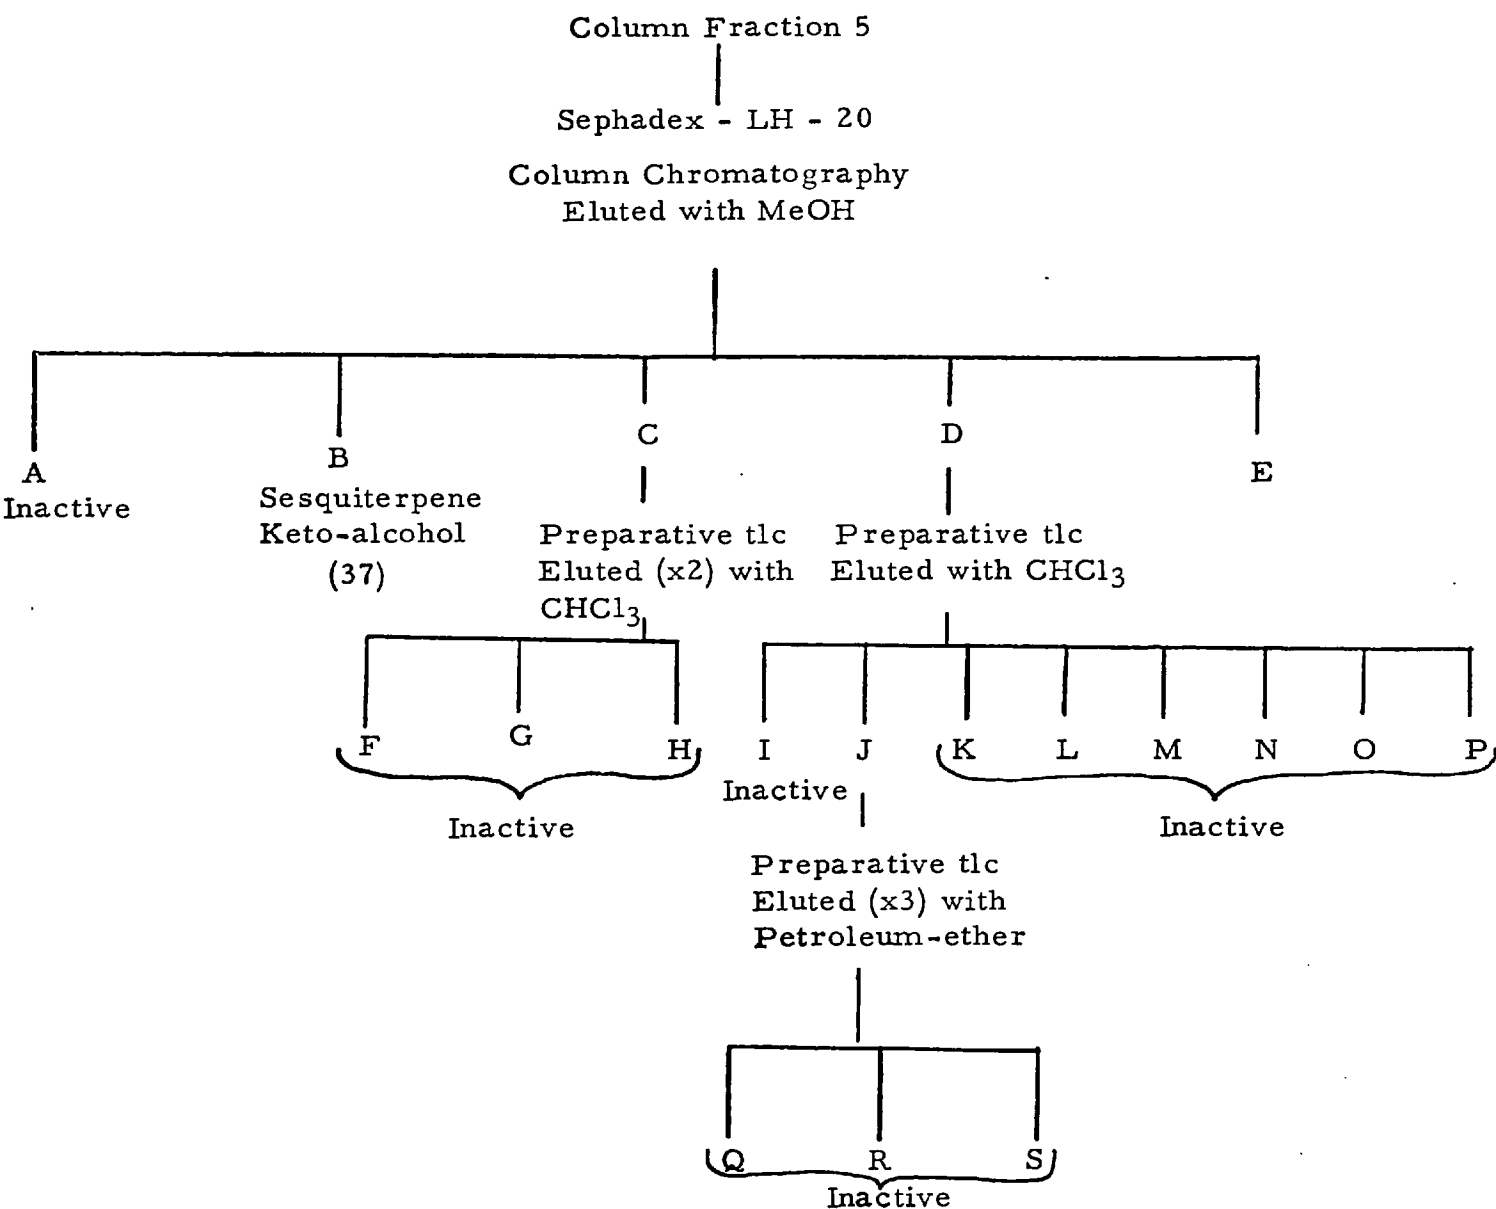 Column Fraction 5
Sephadex - LH - 20
Column Chromatography
Eluted with MeOH
A
Inactive
B
Sesquiterpene
Keto-alcohol
(37)
C
Preparative tlc
Eluted (x2) with
CHCl3
D
Preparative tlc
Eluted with CHCl3
E
F G H
Inactive
I J K L M N O P
Inactive
Inactive
Preparative tlc
Eluted (x3) with
Petroleum-ether
Q R S
Inactive